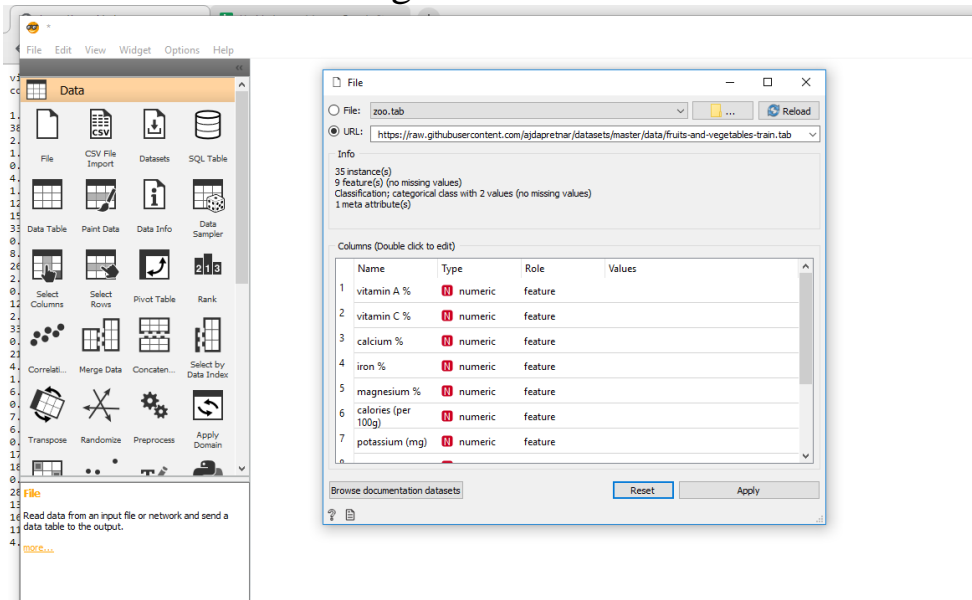 File Edit View Widget Options Help
Data
File
CSV File Import
Datasets
SQL Table
Data Table
Paint Data
Data Info
Data Sampler
Select Columns
Select Rows
Pivot Table
Rank
Correlati...
Merge Data
Concaten...
Select by Data Index
Transpose
Randomize
Preprocess
Apply Domain
File
Read data from an input file or network and send a
data table to the output.
more...
File
File: zoo.tab ... Reload
URL: https://raw.githubusercontent.com/ajdapretnar/datasets/master/data/fruits-and-vegetables-train.tab
Info
35 instance(s)
9 feature(s) (no missing values)
Classification; categorical class with 2 values (no missing values)
1 meta attribute(s)
Columns (Double click to edit)
Name Type Role Values
1 vitamin A % N numeric feature
2 vitamin C % N numeric feature
3 calcium % N numeric feature
4 iron % N numeric feature
5 magnesium % N numeric feature
6 calories (per 100g) N numeric feature
7 potassium (mg) N numeric feature
Browse documentation datasets Reset Apply
?